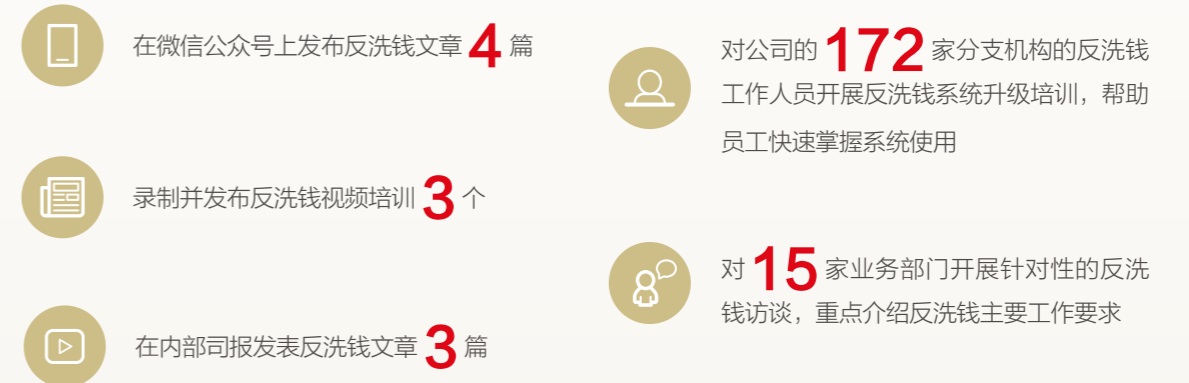 在微信公众号上发布反洗钱文章 4 篇
录制并发布反洗钱视频培训 3 个
在内部司报发表反洗钱文章 3 篇
对公司的 172 家分支机构的反洗钱
工作人员开展反洗钱系统升级培训，帮助
员工快速掌握系统使用
对 15 家业务部门开展针对性的反洗
钱访谈，重点介绍反洗钱主要工作要求